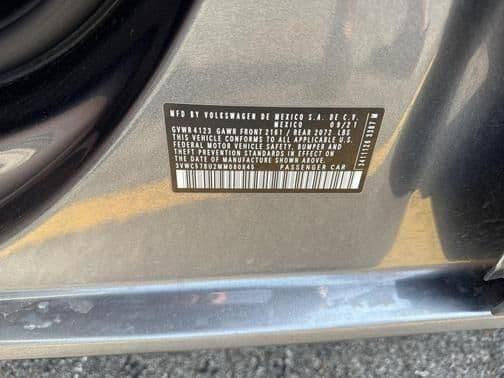 MFD BY VOLKSWAGEN DE MEXICO S.A. DE C.V.
MEXICO 09/21
GVWR 4123 GAWR FRONT 2161 / REAR 2072 LBS
THIS VEHICLE CONFORMS TO ALL APPLICABLE U.S.
FEDERAL MOTOR VEHICLE SAFETY, BUMPER AND
THEFT PREVENTION STANDARDS IN EFFECT ON THE
DATE OF MANUFACTURE SHOWN ABOVE.
PASSENGER CAR